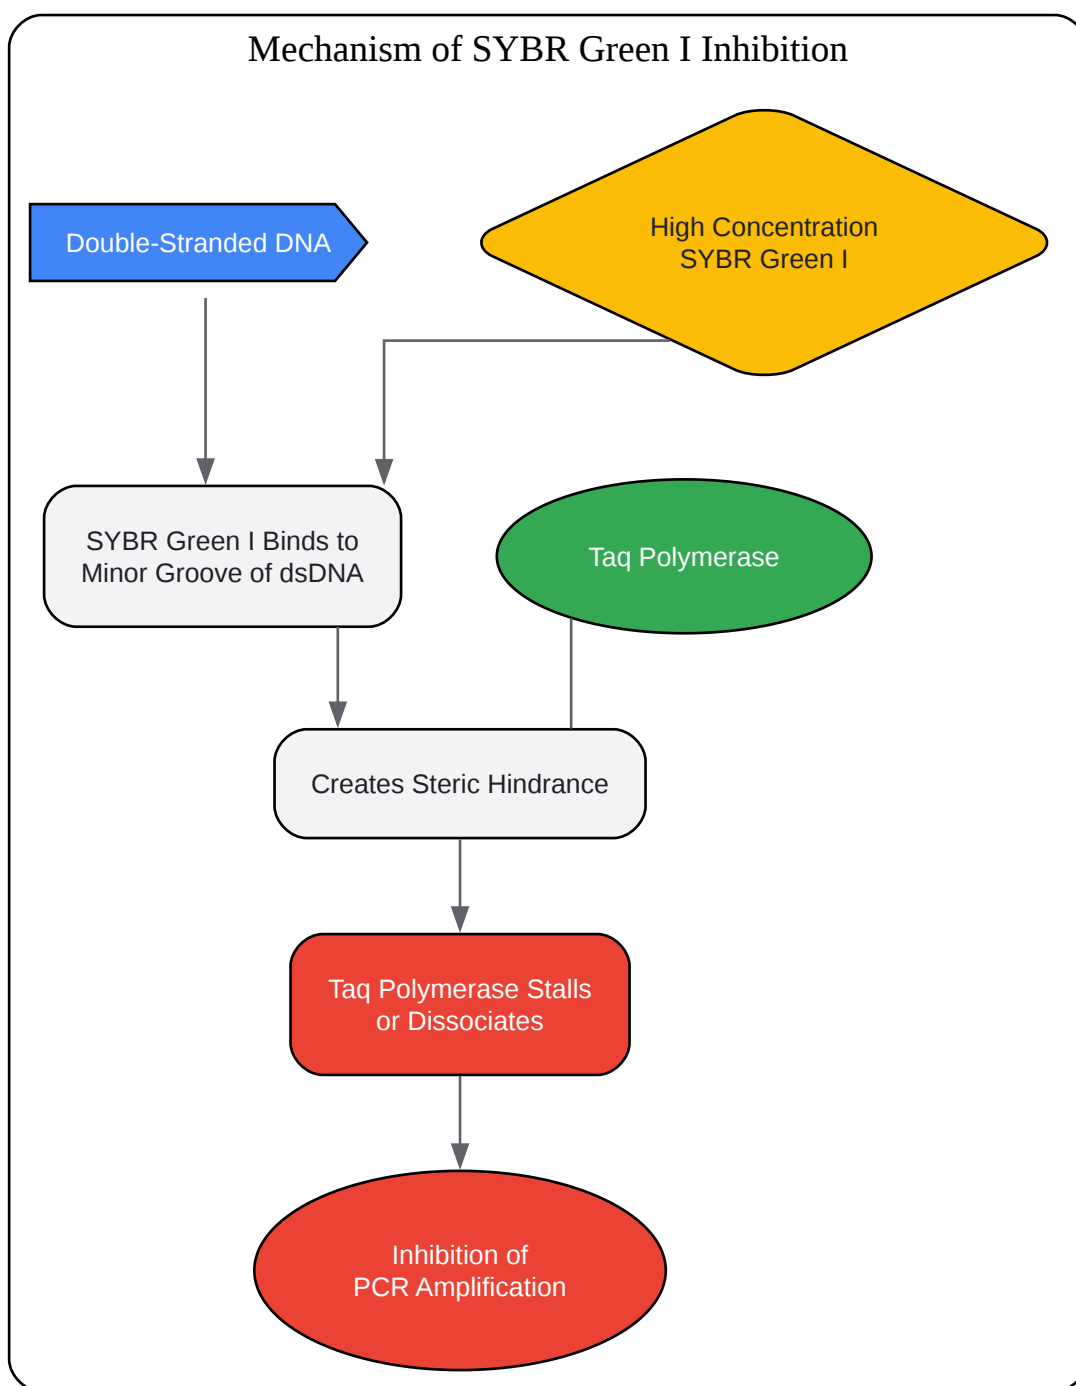 Mechanism of SYBR Green I Inhibition
Double-Stranded DNA
High Concentration
SYBR Green I
SYBR Green I Binds to
Minor Groove of dsDNA
Taq Polymerase
Creates Steric Hindrance
Taq Polymerase Stalls
or Dissociates
Inhibition of
PCR Amplification